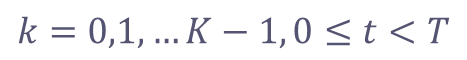 k = 0,1, … K − 1, 0 ≤ t < T